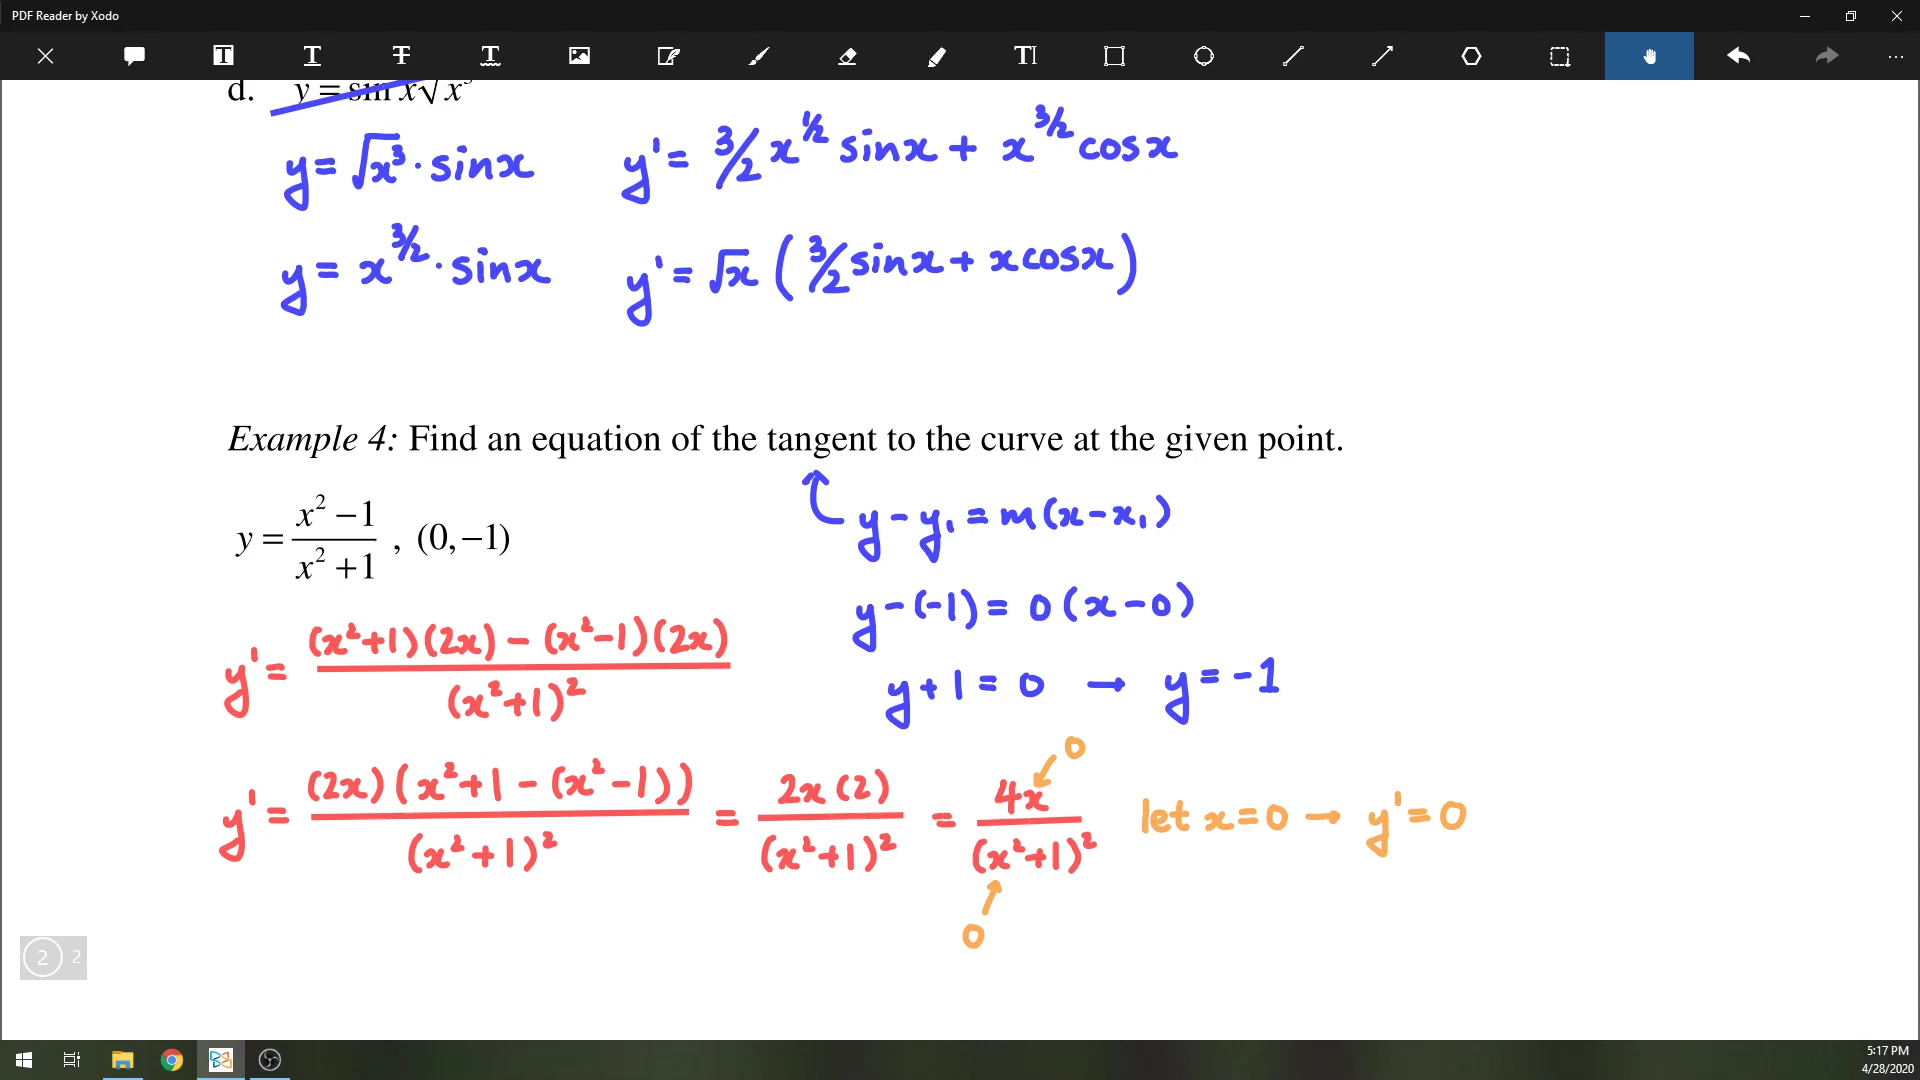 PDF Reader by Xodo
d. y = sin x√x³
y = √x³ · sinx    y' = 3/2 x^1/2 sinx + x^3/2 cosx
y = x^3/2 · sinx    y' = √x (3/2 sinx + xcosx)
Example 4: Find an equation of the tangent to the curve at the given point.
y = (x² − 1)/(x² + 1) , (0, −1)
y − y₁ = m(x − x₁)
y − (−1) = 0(x − 0)
y + 1 = 0 → y = −1
y' = ((x²+1)(2x) − (x²−1)(2x))/(x²+1)²
y' = (2x)(x²+1 − (x²−1))/(x²+1)² = 2x(2)/(x²+1)² = 4x/(x²+1)²    let x=0 → y'=0
0
0
2 2
5:17 PM
4/28/2020